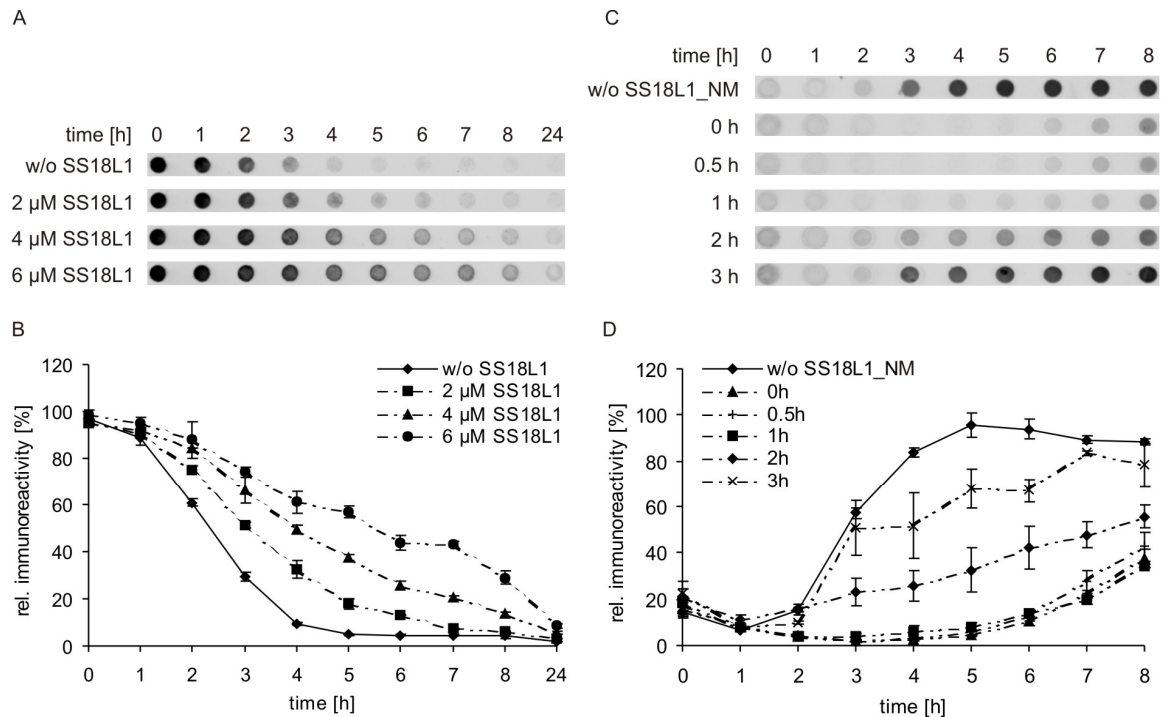 A
time [h] 0 1 2 3 4 5 6 7 8 24
w/o SS18L1
2 µM SS18L1
4 µM SS18L1
6 µM SS18L1
B
120
100
80
60
40
20
0
rel. immunoreactivity [%]
w/o SS18L1
2 µM SS18L1
4 µM SS18L1
6 µM SS18L1
0 1 2 3 4 5 6 7 8 24
time [h]
C
time [h] 0 1 2 3 4 5 6 7 8
w/o SS18L1_NM
0 h
0.5 h
1 h
2 h
3 h
D
120
100
80
60
40
20
0
rel. immunoreactivity [%]
w/o SS18L1_NM
0h
0.5h
1h
2h
3h
0 1 2 3 4 5 6 7 8
time [h]